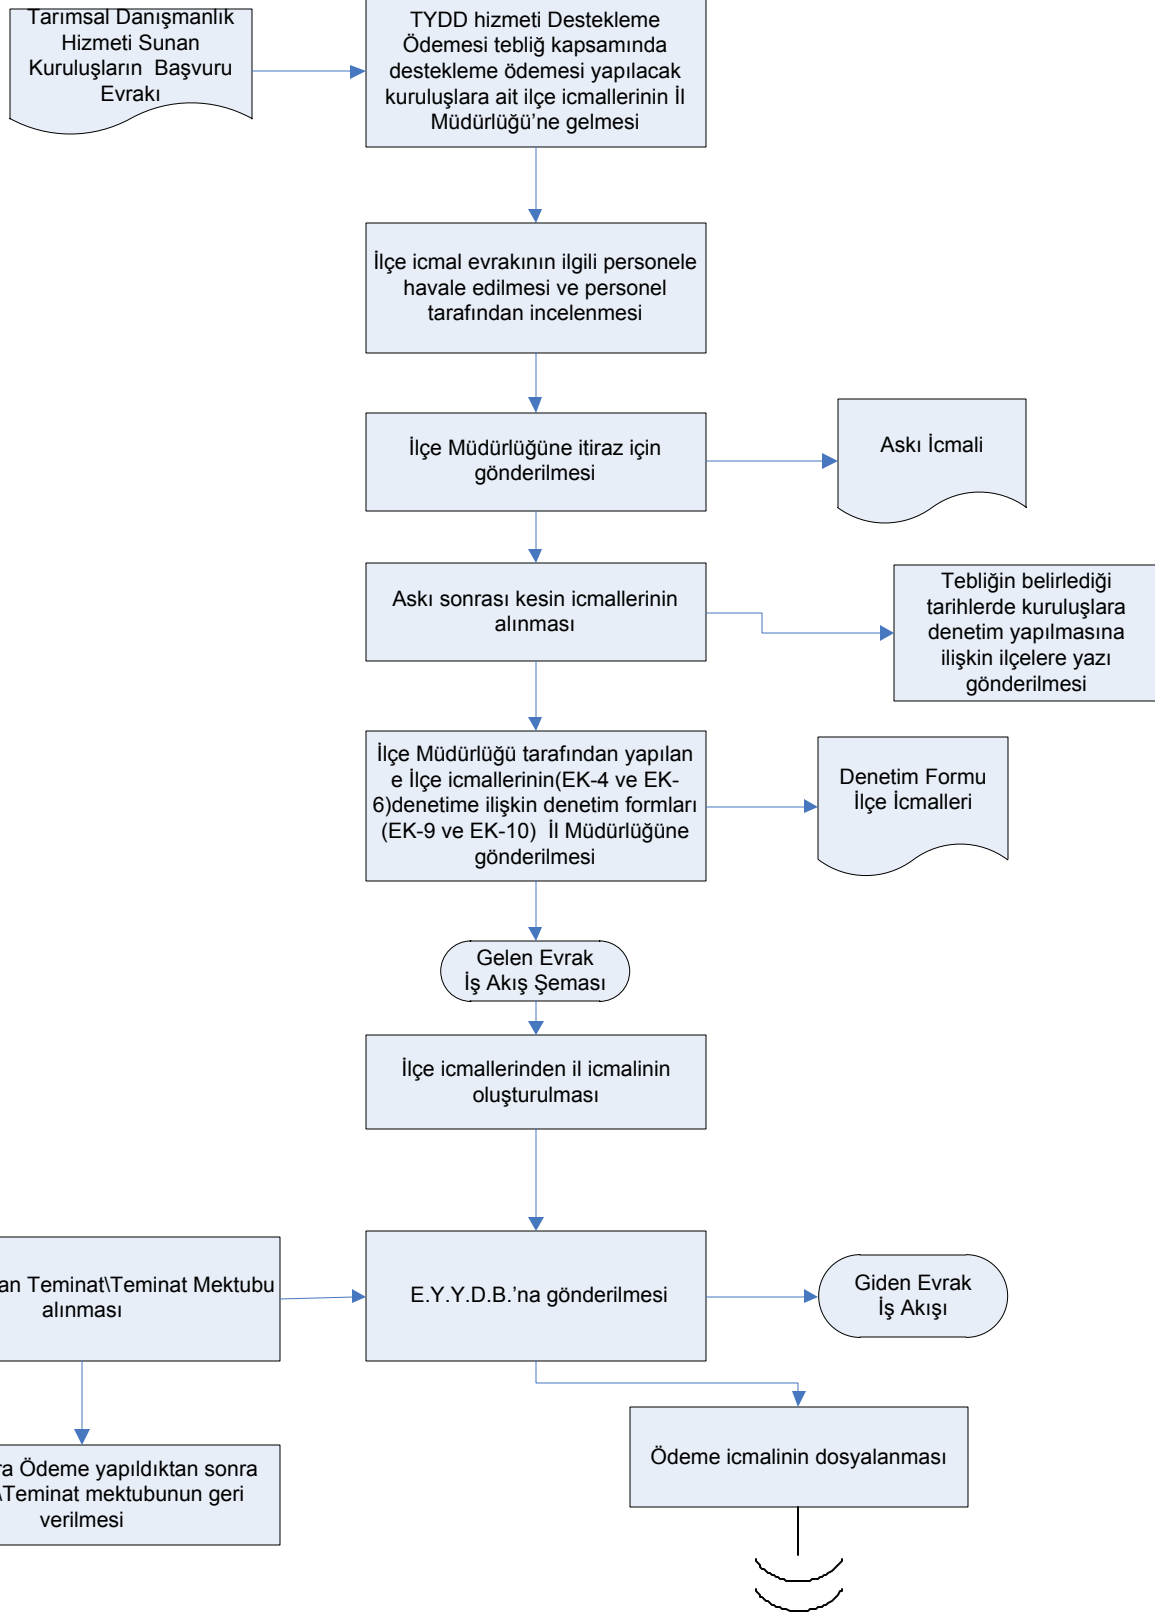 Tarımsal Danışmanlık
Hizmeti Sunan
Kuruluşların Başvuru
Evrakı
TYDD hizmeti Destekleme
Ödemesi tebliğ kapsamında
destekleme ödemesi yapılacak
kuruluşlara ait ilçe icmallerinin İl
Müdürlüğü’ne gelmesi
İlçe icmal evrakının ilgili personele
havale edilmesi ve personel
tarafından incelenmesi
İlçe Müdürlüğüne itiraz için
gönderilmesi
Askı İcmali
Askı sonrası kesin icmallerinin
alınması
Tebliğin belirlediği
tarihlerde kuruluşlara
denetim yapılmasına
ilişkin ilçelere yazı
gönderilmesi
İlçe Müdürlüğü tarafından yapılan
e İlçe icmallerinin(EK-4 ve EK-
6)denetime ilişkin denetim formları
(EK-9 ve EK-10) İl Müdürlüğüne
gönderilmesi
Denetim Formu
İlçe İcmalleri
Gelen Evrak
İş Akış Şeması
İlçe icmallerinden il icmalinin
oluşturulması
an Teminat\Teminat Mektubu
alınması
E.Y.Y.D.B.’na gönderilmesi
Giden Evrak
İş Akışı
ra Ödeme yapıldıktan sonra
\Teminat mektubunun geri
verilmesi
Ödeme icmalinin dosyalanması